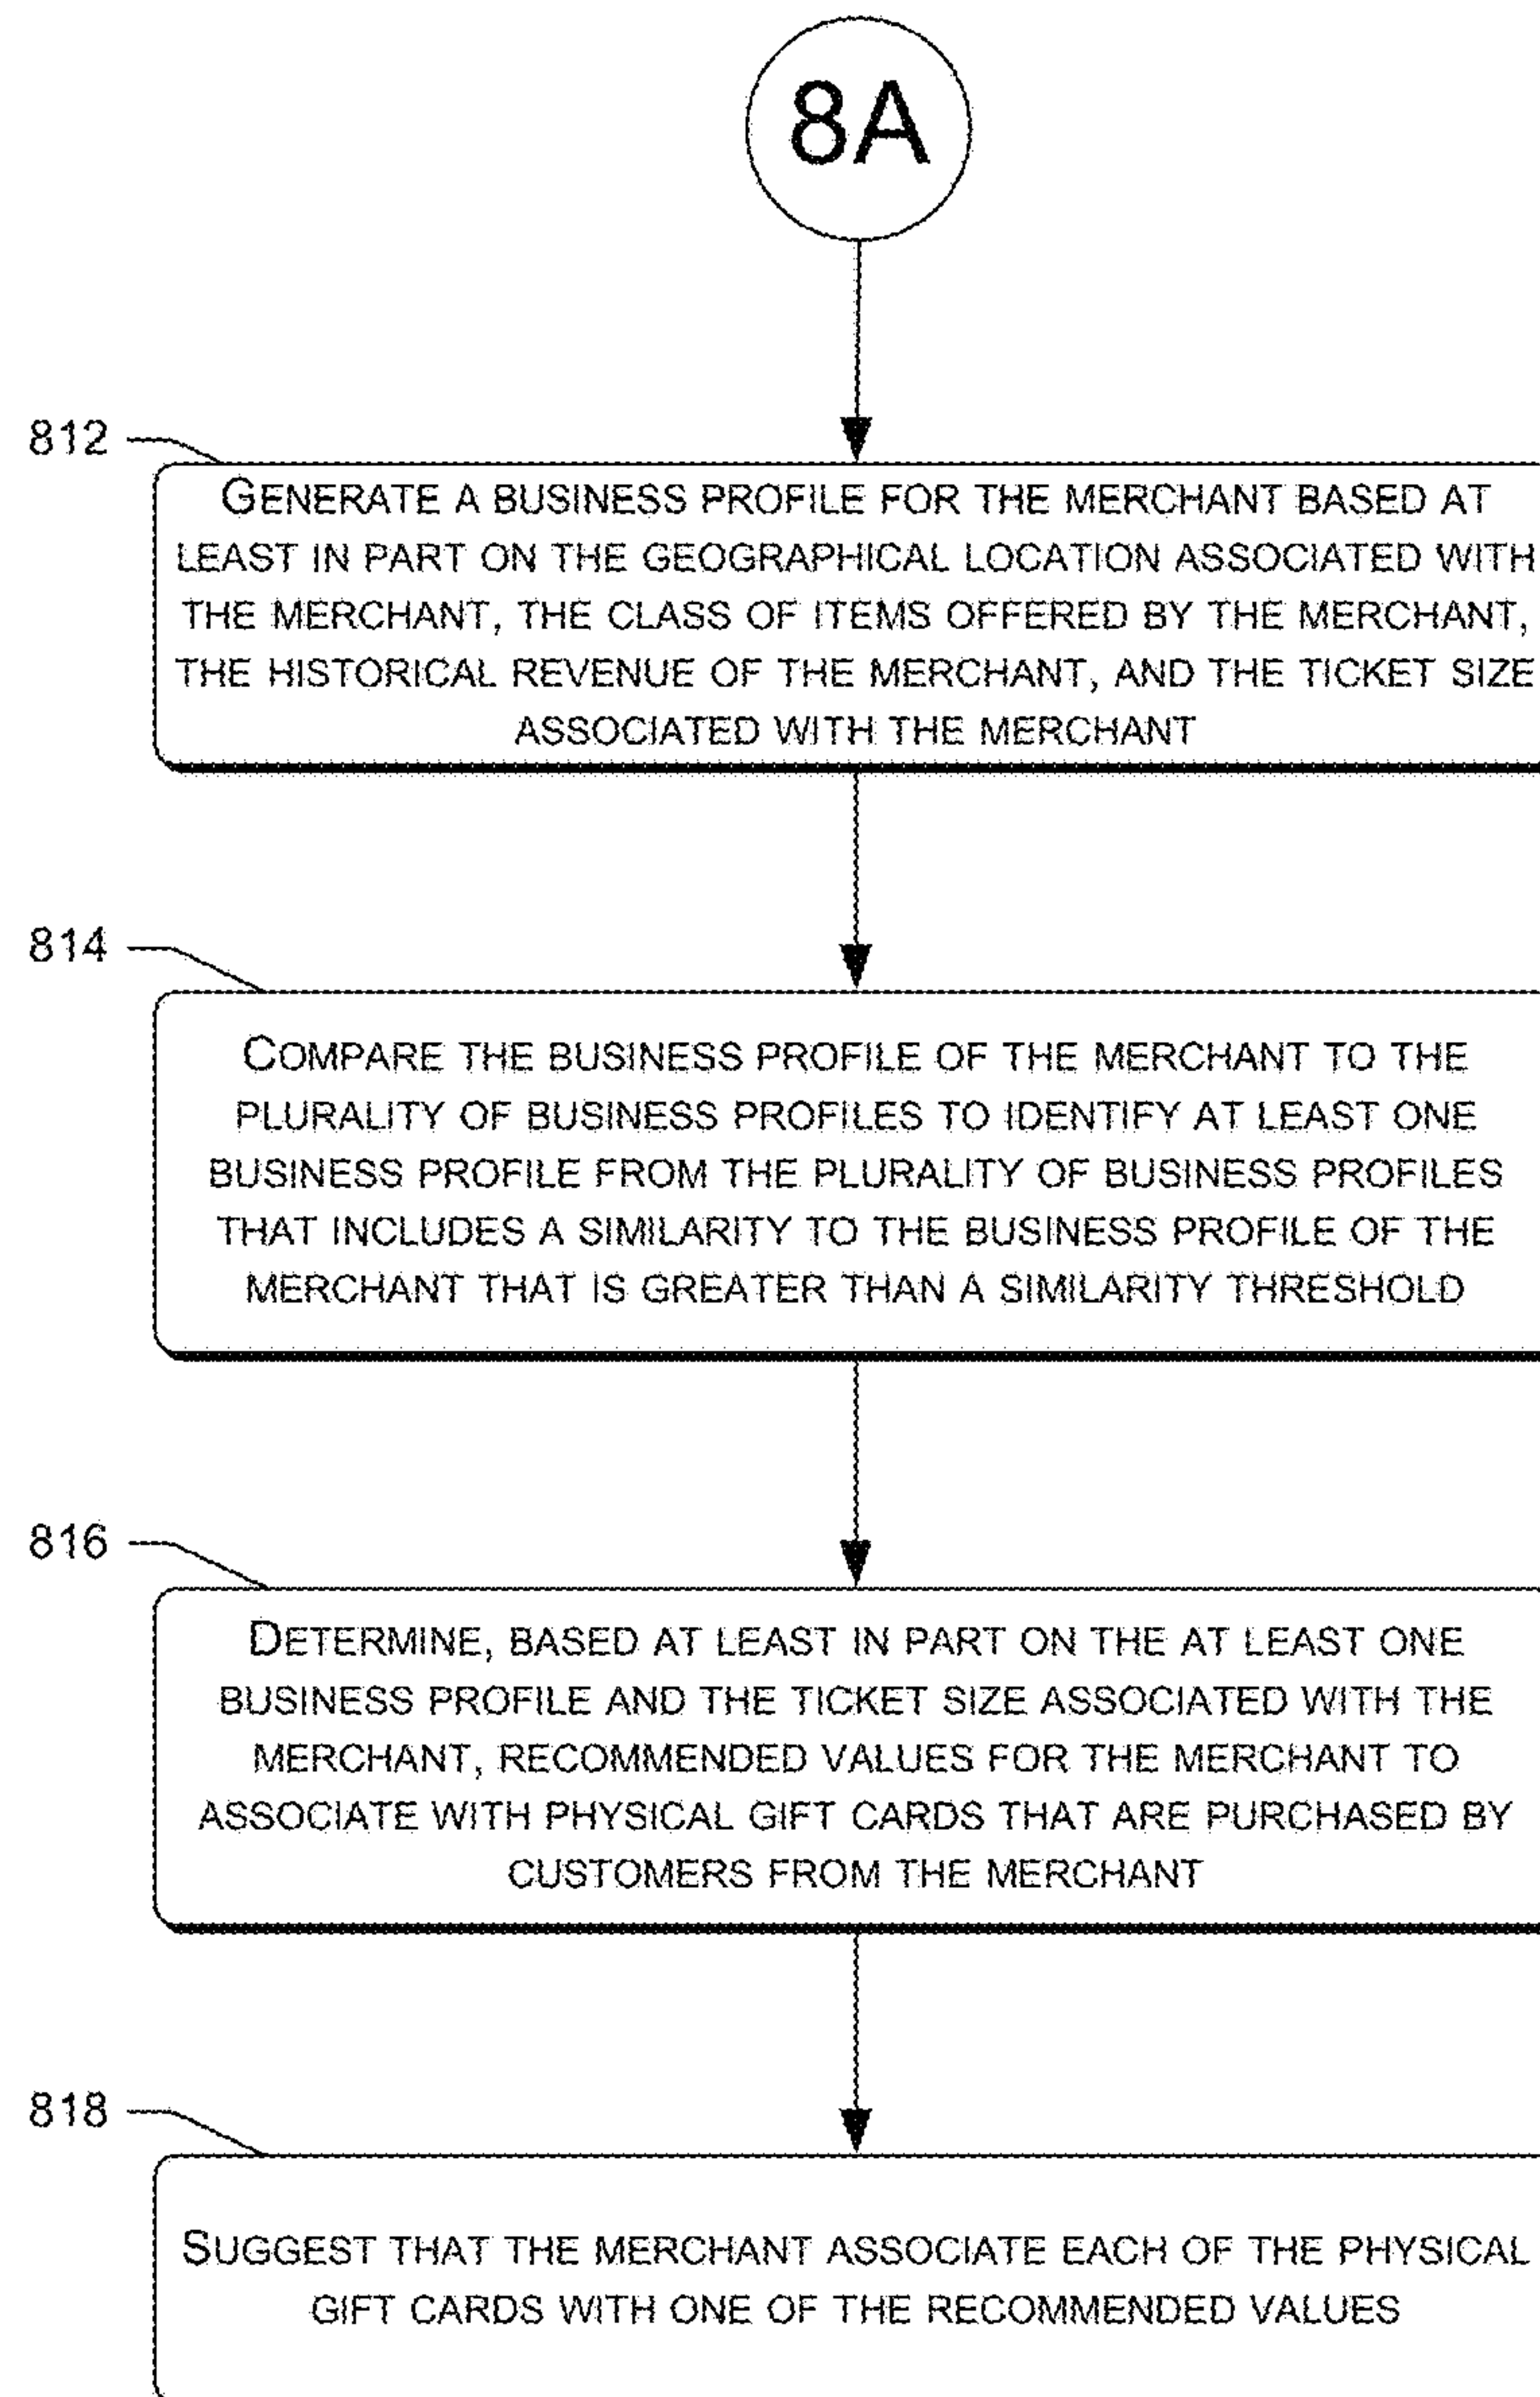 8A
812
GENERATE A BUSINESS PROFILE FOR THE MERCHANT BASED AT
LEAST IN PART ON THE GEOGRAPHICAL LOCATION ASSOCIATED WITH
THE MERCHANT, THE CLASS OF ITEMS OFFERED BY THE MERCHANT,
THE HISTORICAL REVENUE OF THE MERCHANT, AND THE TICKET SIZE
ASSOCIATED WITH THE MERCHANT
814
COMPARE THE BUSINESS PROFILE OF THE MERCHANT TO THE
PLURALITY OF BUSINESS PROFILES TO IDENTIFY AT LEAST ONE
BUSINESS PROFILE FROM THE PLURALITY OF BUSINESS PROFILES
THAT INCLUDES A SIMILARITY TO THE BUSINESS PROFILE OF THE
MERCHANT THAT IS GREATER THAN A SIMILARITY THRESHOLD
816
DETERMINE, BASED AT LEAST IN PART ON THE AT LEAST ONE
BUSINESS PROFILE AND THE TICKET SIZE ASSOCIATED WITH THE
MERCHANT, RECOMMENDED VALUES FOR THE MERCHANT TO
ASSOCIATE WITH PHYSICAL GIFT CARDS THAT ARE PURCHASED BY
CUSTOMERS FROM THE MERCHANT
818
SUGGEST THAT THE MERCHANT ASSOCIATE EACH OF THE PHYSICAL
GIFT CARDS WITH ONE OF THE RECOMMENDED VALUES